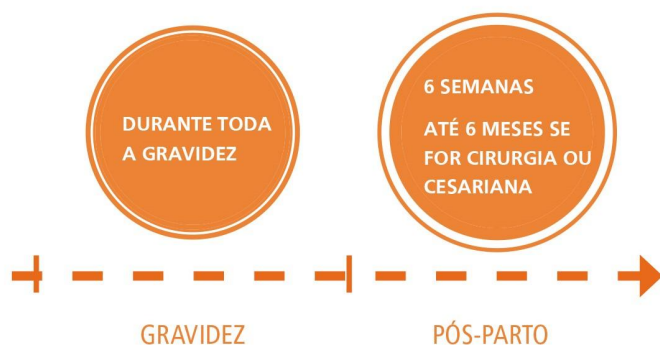 DURANTE TODA
A GRAVIDEZ
6 SEMANAS
ATÉ 6 MESES SE
FOR CIRURGIA OU
CESARIANA
GRAVIDEZ
PÓS-PARTO